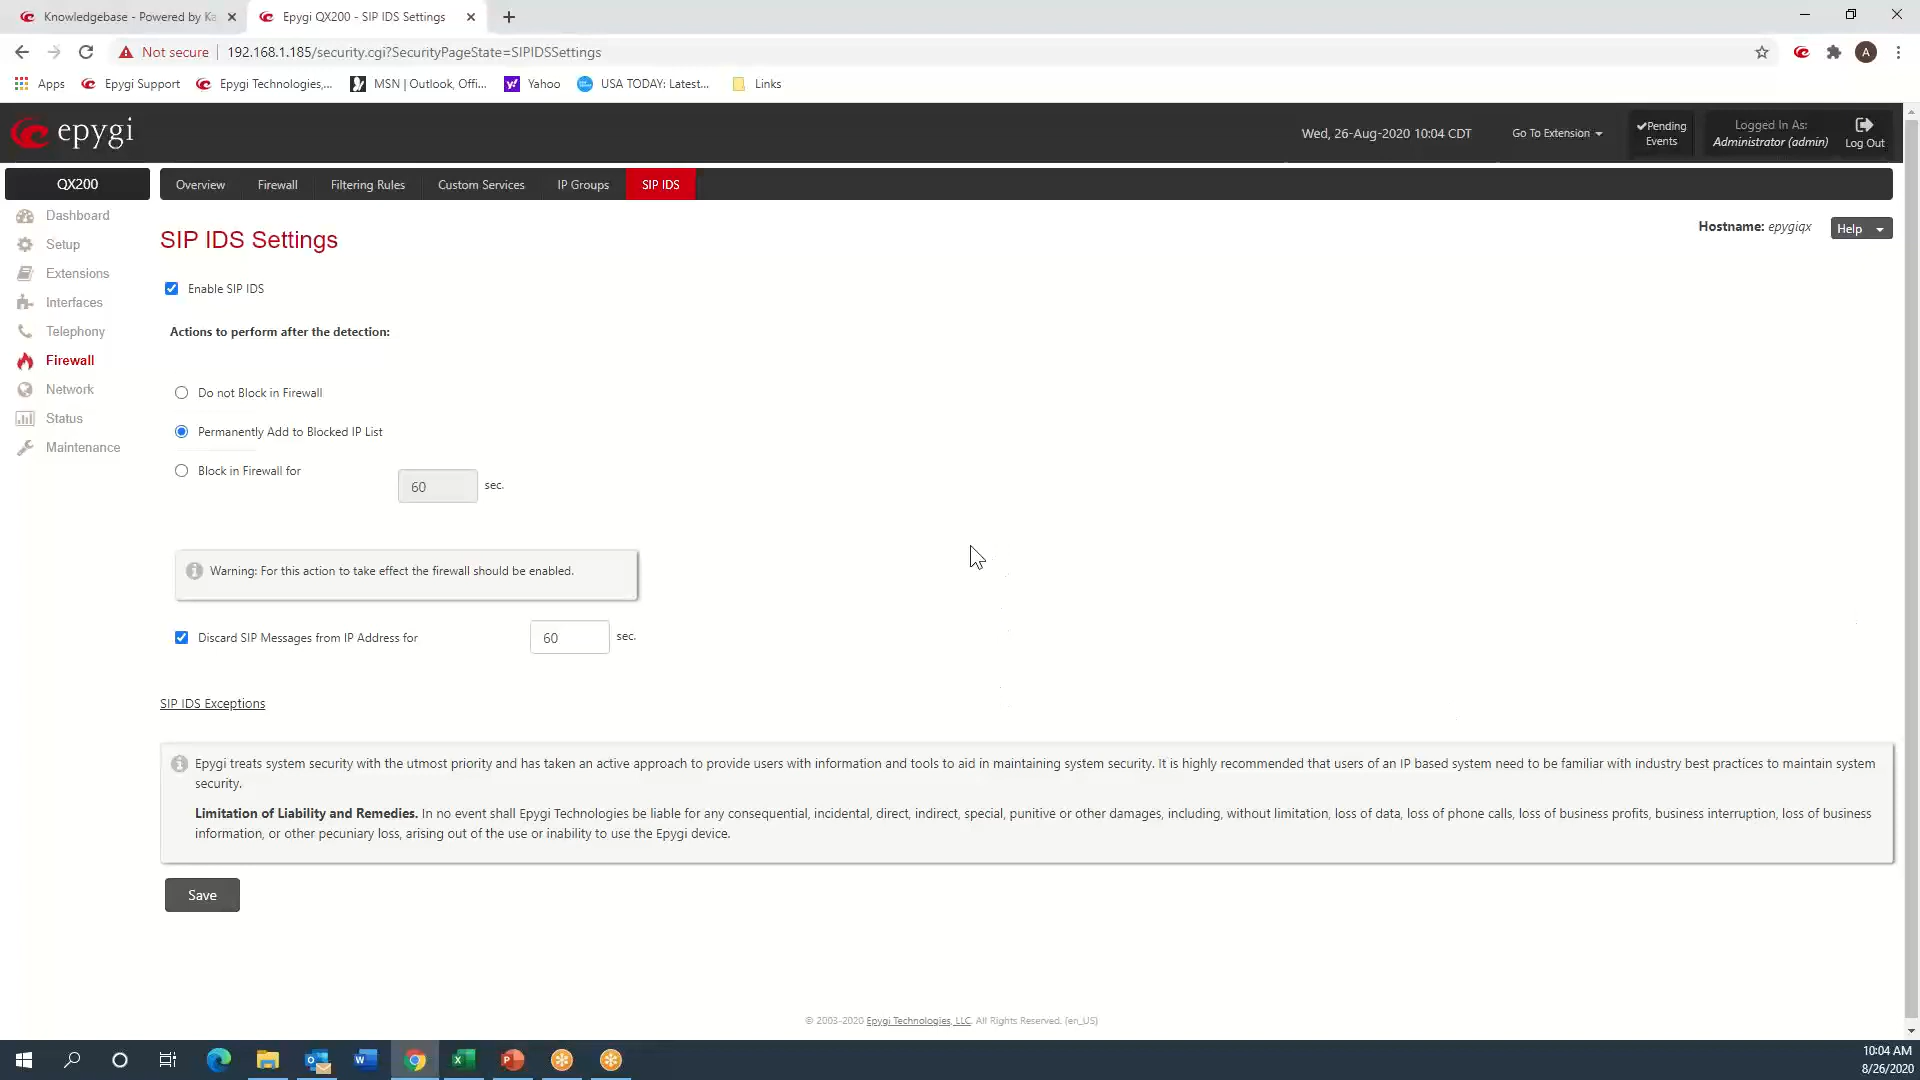 Knowledgebase - Powered by Ka
Epygi QX200 - SIP IDS Settings
Not secure
192.168.1.185/security.cgi?SecurityPageState=SIPIDSSettings
A
Apps
Epygi Support
Epygi Technologies,...
MSN | Outlook, Offi...
Yahoo
USA TODAY: Latest...
Links
epygi
Wed, 26-Aug-2020 10:04 CDT
Go To Extension
Pending
Events
Logged In As:
Administrator (admin)
Log Out
QX200
Overview
Firewall
Filtering Rules
Custom Services
IP Groups
SIP IDS
Dashboard
Setup
Extensions
Interfaces
Telephony
Firewall
Network
Status
Maintenance
SIP IDS Settings
Hostname: epygiqx
Help
Enable SIP IDS
Actions to perform after the detection:
Do not Block in Firewall
Permanently Add to Blocked IP List
Block in Firewall for
60 sec.
Warning: For this action to take effect the firewall should be enabled.
Discard SIP Messages from IP Address for 60 sec.
SIP IDS Exceptions
Epygi treats system security with the utmost priority and has taken an active approach to provide users with information and tools to aid in maintaining system security. It is highly recommended that users of an IP based system need to be familiar with industry best practices to maintain system
security.
Limitation of Liability and Remedies. In no event shall Epygi Technologies be liable for any consequential, incidental, direct, indirect, special, punitive or other damages, including, without limitation, loss of data, loss of phone calls, loss of business profits, business interruption, loss of business
information, or other pecuniary loss, arising out of the use or inability to use the Epygi device.
Save
© 2003-2020 Epygi Technologies, LLC. All Rights Reserved. (en_US)
10:04 AM
8/26/2020